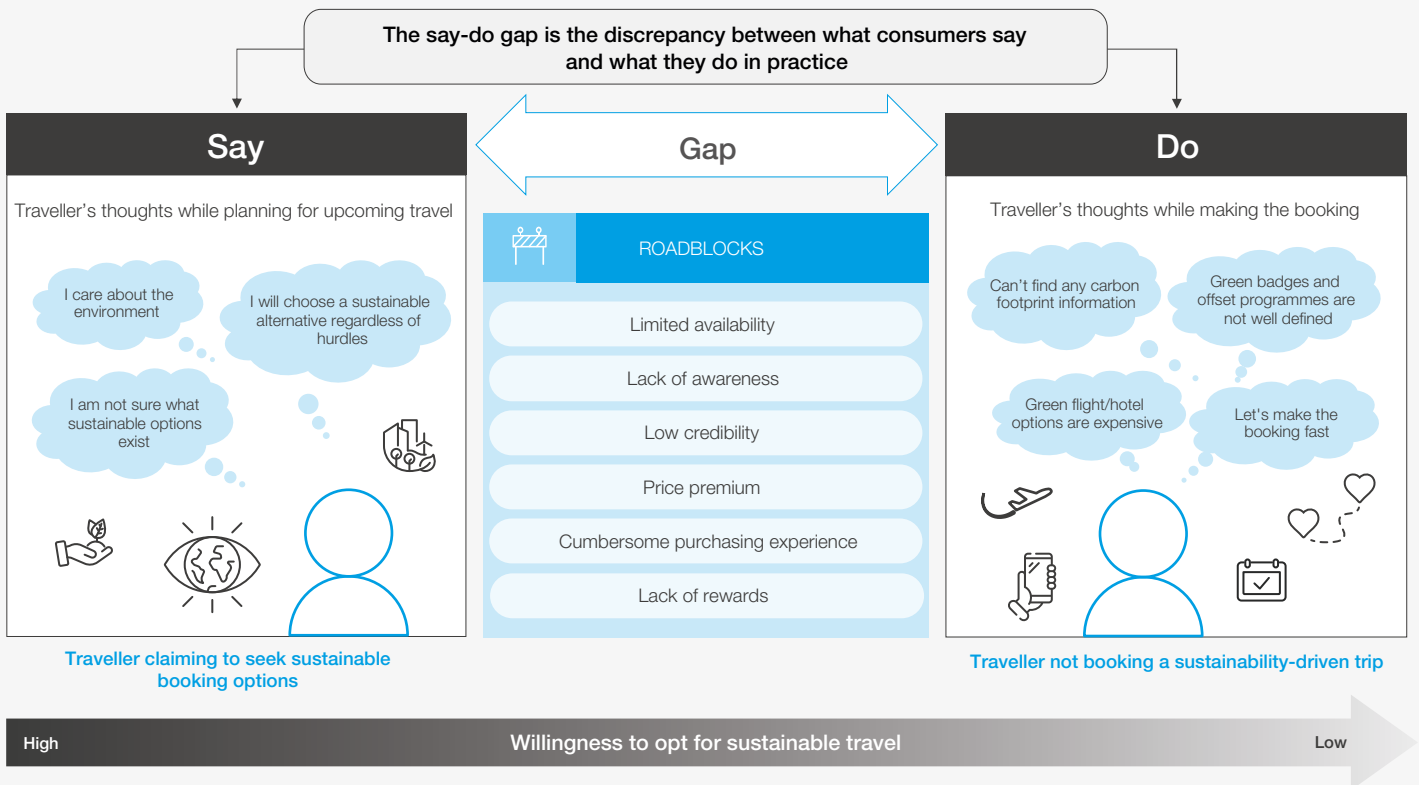 The say-do gap is the discrepancy between what consumers say
and what they do in practice
Say
Traveller's thoughts while planning for upcoming travel
I care about the
environment
I will choose a sustainable
alternative regardless of
hurdles
I am not sure what
sustainable options
exist
Traveller claiming to seek sustainable
booking options
Gap
ROADBLOCKS
Limited availability
Lack of awareness
Low credibility
Price premium
Cumbersome purchasing experience
Lack of rewards
Do
Traveller's thoughts while making the booking
Can't find any carbon
footprint information
Green badges and
offset programmes are
not well defined
Green flight/hotel
options are expensive
Let's make the
booking fast
Traveller not booking a sustainability-driven trip
High
Willingness to opt for sustainable travel
Low